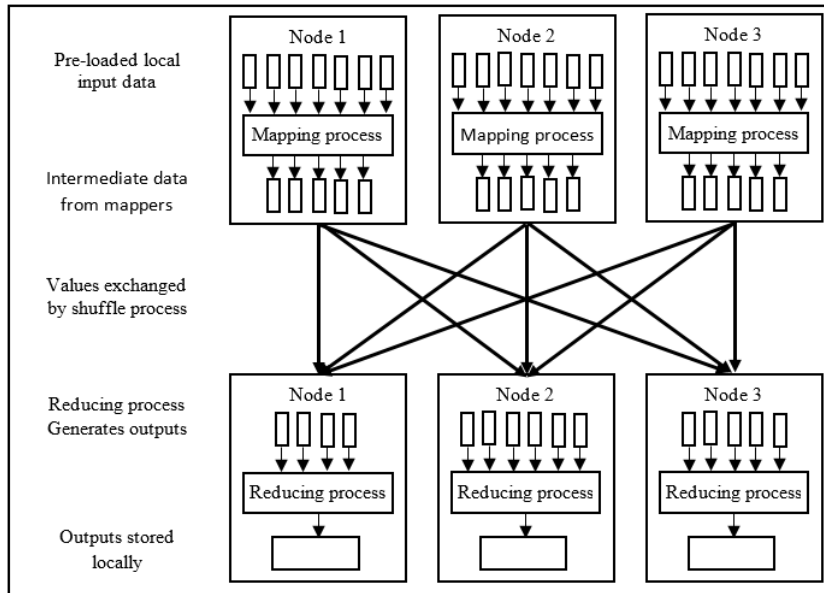 Node 1
Node 2
Node 3
Pre-loaded local
input data
Mapping process
Mapping process
Mapping process
Intermediate data
from mappers
Values exchanged
by shuffle process
Node 1
Node 2
Node 3
Reducing process
Generates outputs
Reducing process
Reducing process
Reducing process
Outputs stored
locally